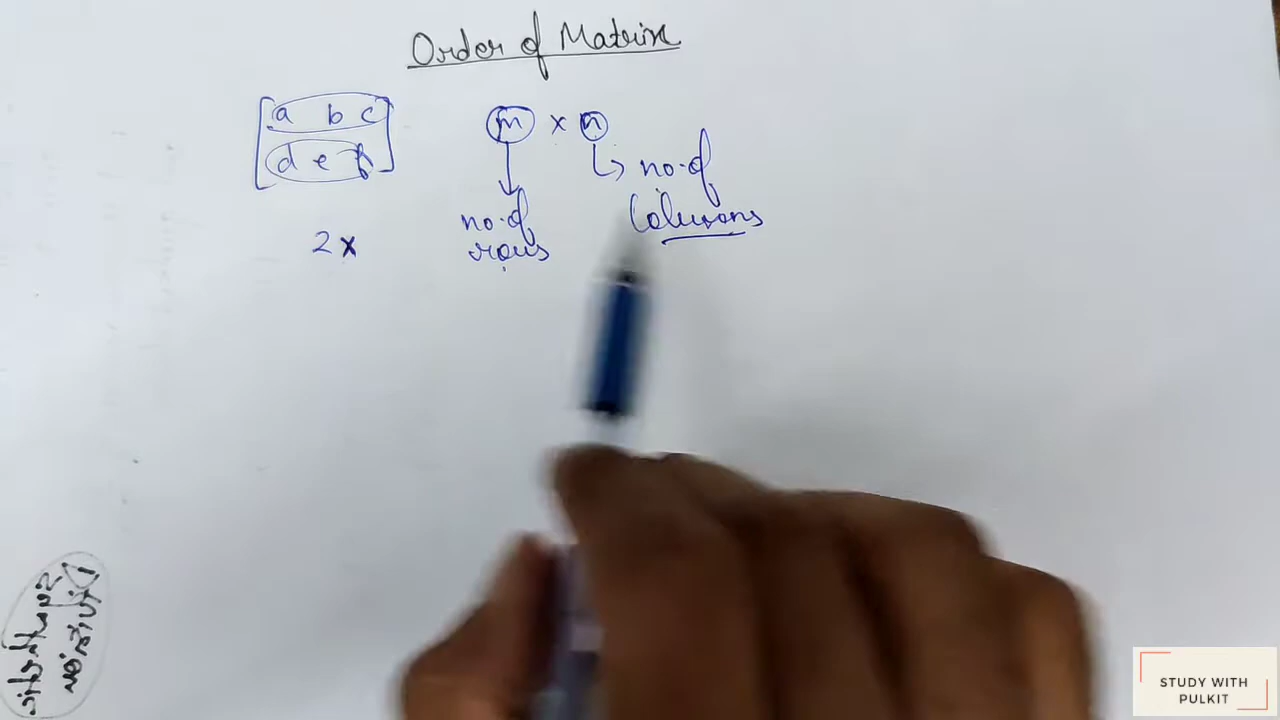 Order of Matrix
[a b c
d e f]
m × n
no. of
rows
no. of
Columns
2 ×
STUDY WITH
PULKIT